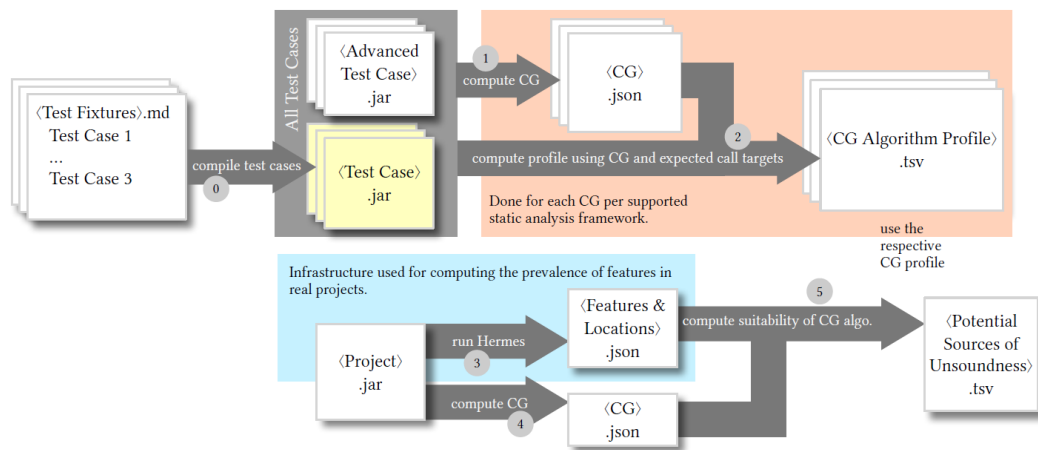 ⟨Test Fixtures⟩.md
Test Case 1
...
Test Case 3
compile test cases
0
All Test Cases
⟨Advanced
Test Case⟩
.jar
⟨Test Case⟩
.jar
1
compute CG
⟨CG⟩
.json
2
compute profile using CG and expected call targets
Done for each CG per supported
static analysis framework.
⟨CG Algorithm Profile⟩
.tsv
use the
respective
CG profile
Infrastructure used for computing the prevalence of features in
real projects.
⟨Project⟩
.jar
run Hermes
3
compute CG
4
⟨Features &
Locations⟩
.json
⟨CG⟩
.json
5
compute suitability of CG algo.
⟨Potential
Sources of
Unsoundness⟩
.tsv